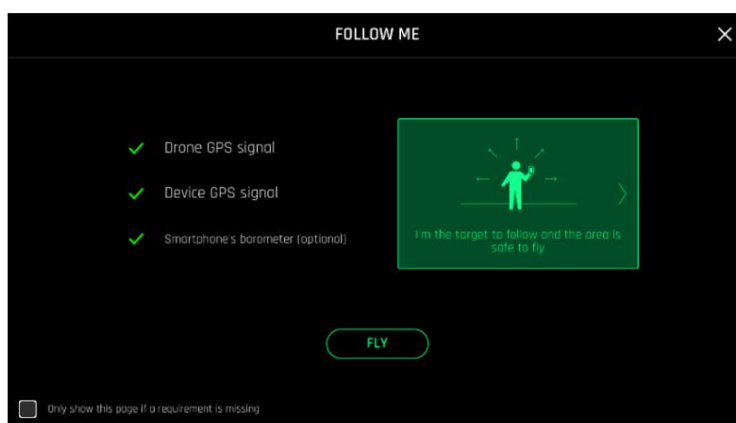 FOLLOW ME
Drone GPS signal
Device GPS signal
Smartphone's barometer (optional)
I'm the target to follow and the area is
safe to fly
FLY
Only show this page if a requirement is missing